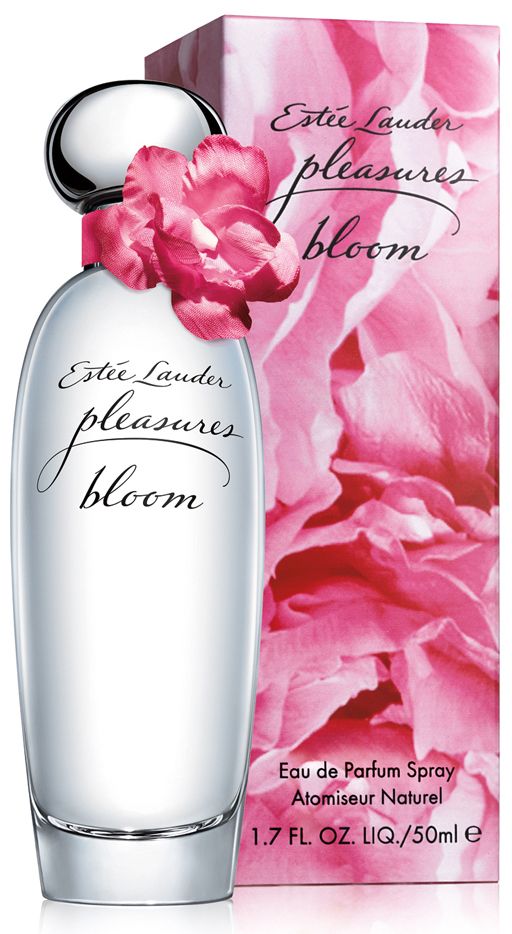 Estée Lauder
pleasures
bloom
Estée Lauder
pleasures
bloom
Eau de Parfum Spray
Atomiseur Naturel
1.7 FL. OZ. LIQ./50ml e